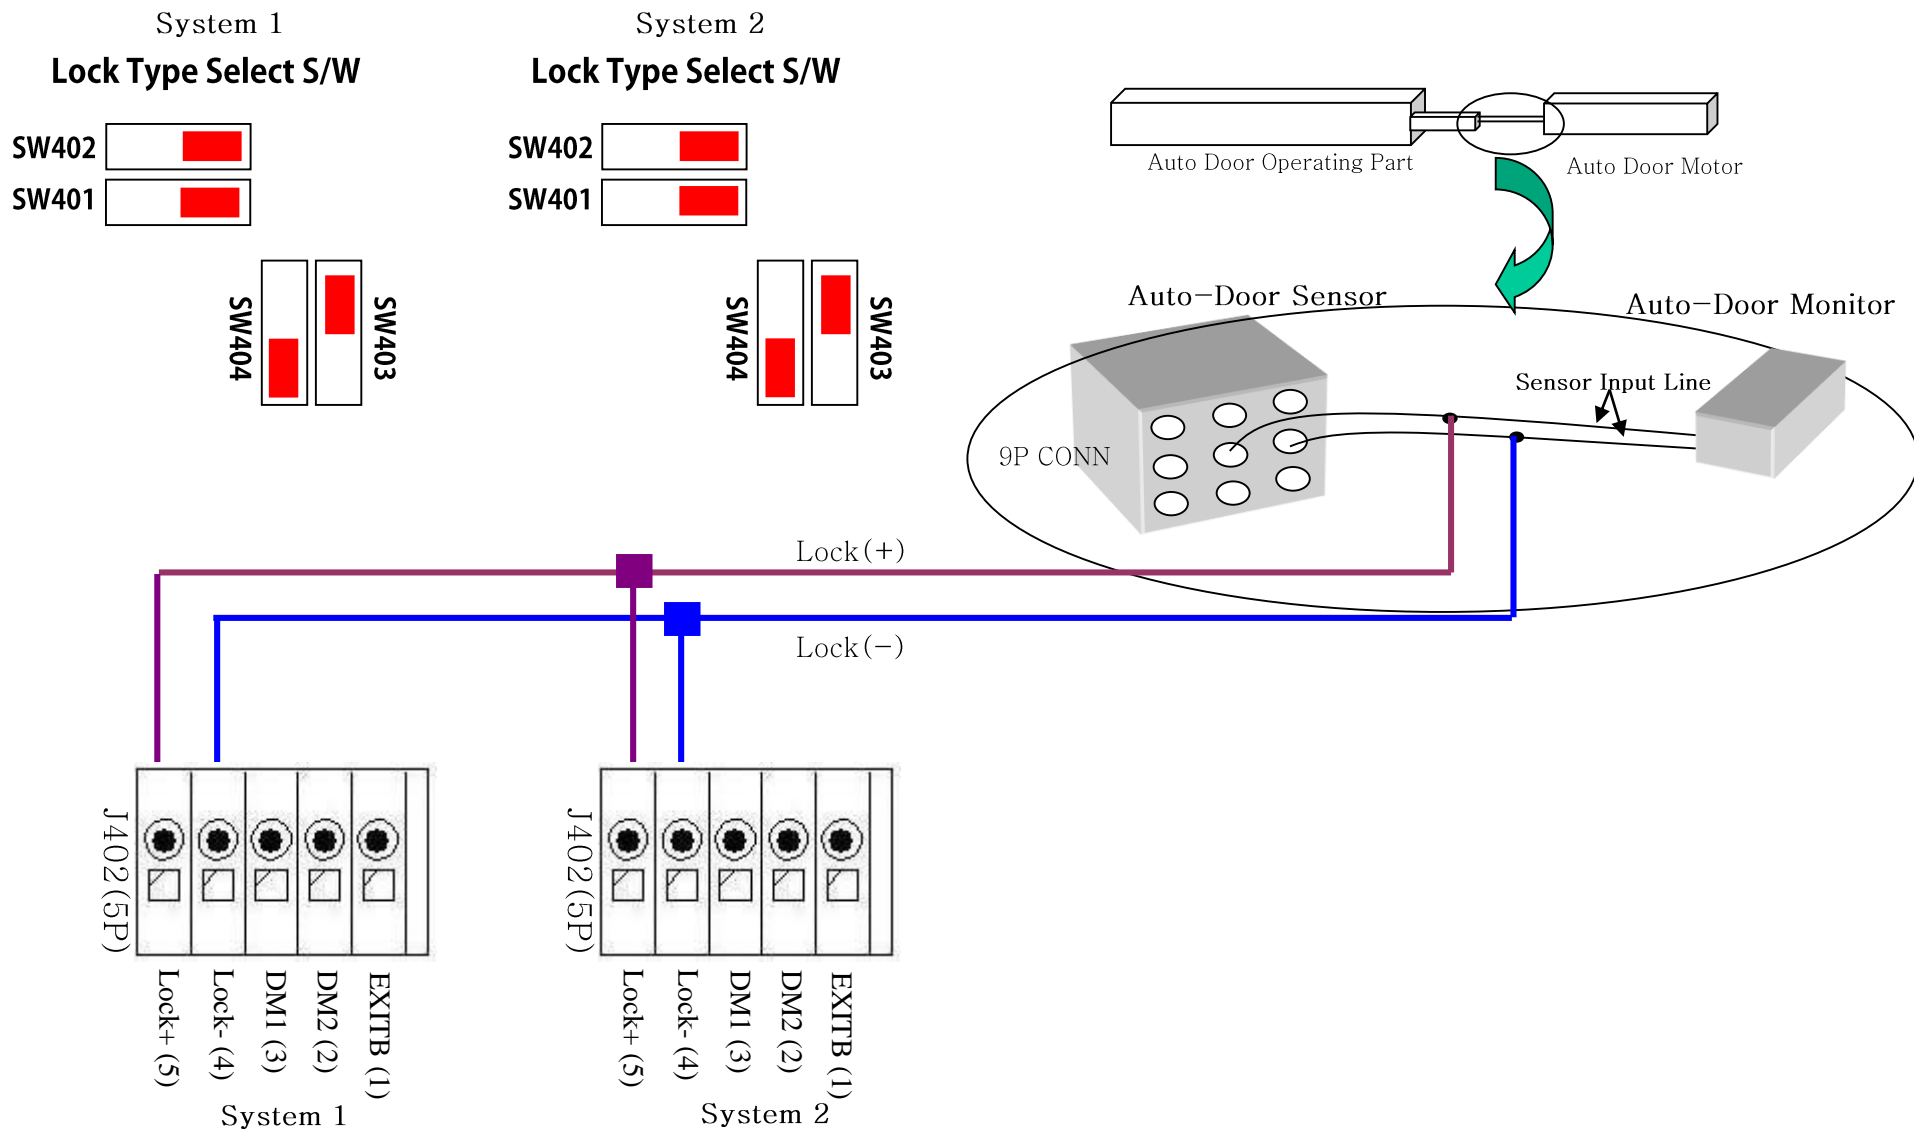 System 1
Lock Type Select S/W
SW402
SW401
SW404
SW403
System 2
Lock Type Select S/W
SW402
SW401
SW404
SW403
Auto Door Operating Part
Auto Door Motor
Auto-Door Sensor
Auto-Door Monitor
Sensor Input Line
9P CONN
Lock(+)
Lock(-)
J402(5P)
Lock+ (5)
Lock- (4)
DM1 (3)
DM2 (2)
EXITB (1)
System 1
J402(5P)
Lock+ (5)
Lock- (4)
DM1 (3)
DM2 (2)
EXITB (1)
System 2